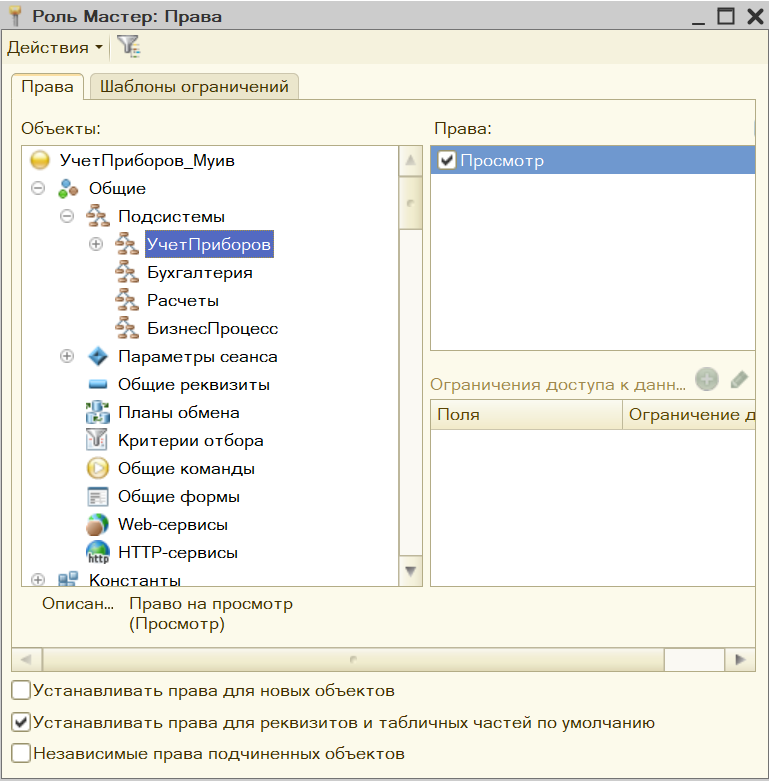 Роль Мастер: Права
Действия
Права
Шаблоны ограничений
Объекты:
УчетПриборов_Муив
Общие
Подсистемы
УчетПриборов
Бухгалтерия
Расчеты
БизнесПроцесс
Параметры сеанса
Общие реквизиты
Планы обмена
Критерии отбора
Общие команды
Общие формы
Web-сервисы
http
HTTP-сервисы
Константы
Права:
Просмотр
Ограничения доступа к данн...
Поля
Ограничение д
Описан...
Право на просмотр
(Просмотр)
Устанавливать права для новых объектов
Устанавливать права для реквизитов и табличных частей по умолчанию
Независимые права подчиненных объектов